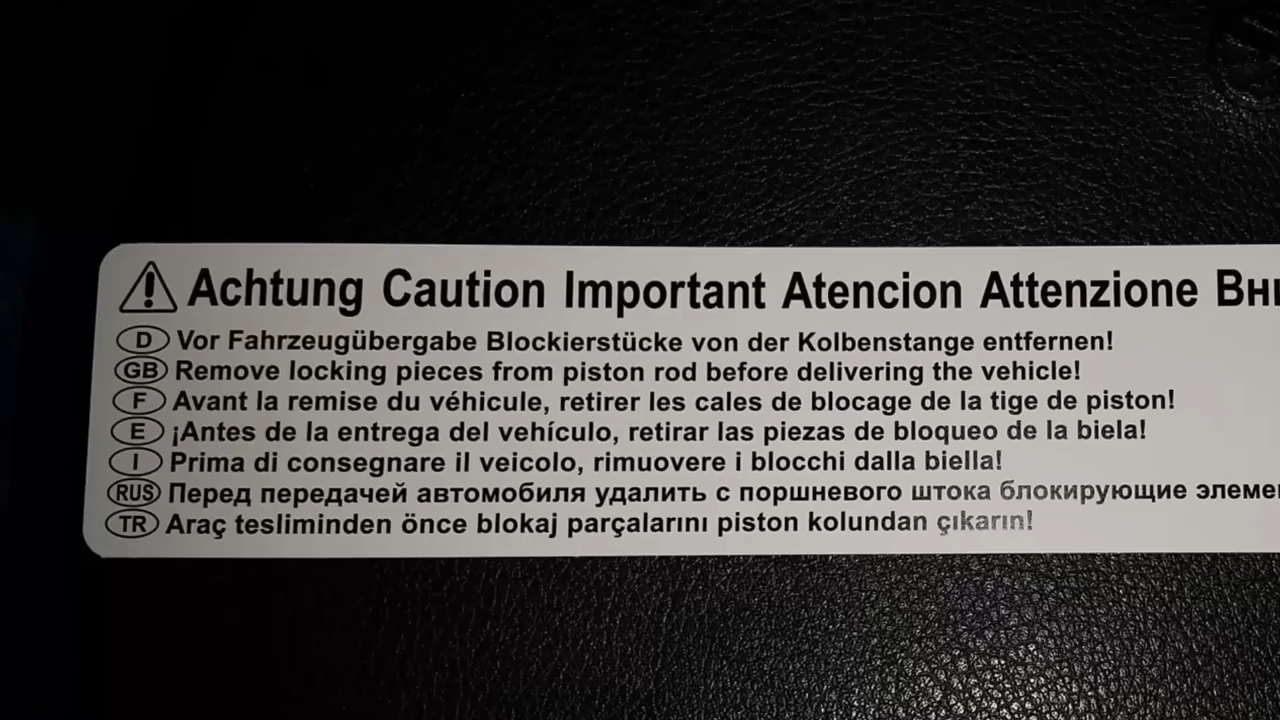 Achtung Caution Important Atencion Attenzione
D Vor Fahrzeugübergabe Blockierstücke von der Kolbenstange entfernen!
GB Remove locking pieces from piston rod before delivering the vehicle!
F Avant la remise du véhicule, retirer les cales de blocage de la tige de piston!
E ¡Antes de la entrega del vehículo, retirar las piezas de bloqueo de la biela!
I Prima di consegnare il veicolo, rimuovere i blocchi dalla biella!
RUS Перед передачей автомобиля удалить с поршневого штока блокирующие
TR Araç tesliminden önce blokaj parçalarını piston kolundan çıkarın!